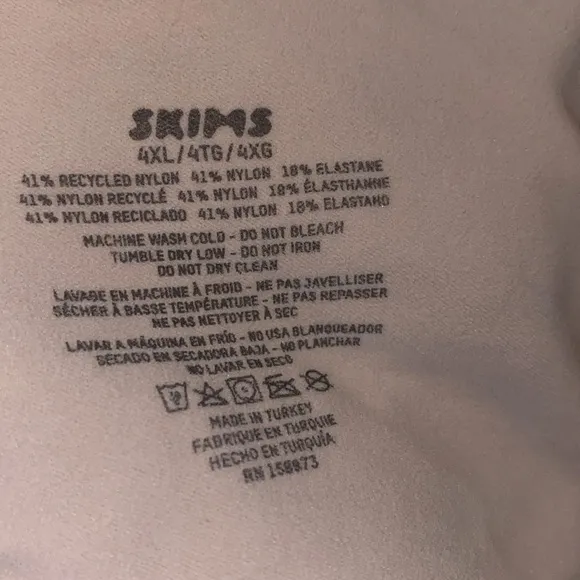 SKIMS
4XL/4TG/4XG
41% RECYCLED NYLON 41% NYLON 18% ELASTANE
41% NYLON RECYCLÉ 41% NYLON 18% ÉLASTHANNE
41% NYLON RECICLADO 41% NYLON 18% ELASTANO
MACHINE WASH COLD - DO NOT BLEACH
TUMBLE DRY LOW - DO NOT IRON
DO NOT DRY CLEAN
LAVAGE EN MACHINE À FROID - NE PAS JAVELLISER
SÉCHER À BASSE TEMPÉRATURE - NE PAS REPASSER
NE PAS NETTOYER À SEC
LAVAR A MÁQUINA EN FRÍO - NO USA BLANQUEADOR
SECADO EN SECADORA BAJA - NO PLANCHAR
NO LAVAR EN SECO
MADE IN TURKEY
FABRIQUE EN TURQUIE
HECHO EN TURQUÍA
RN 158973